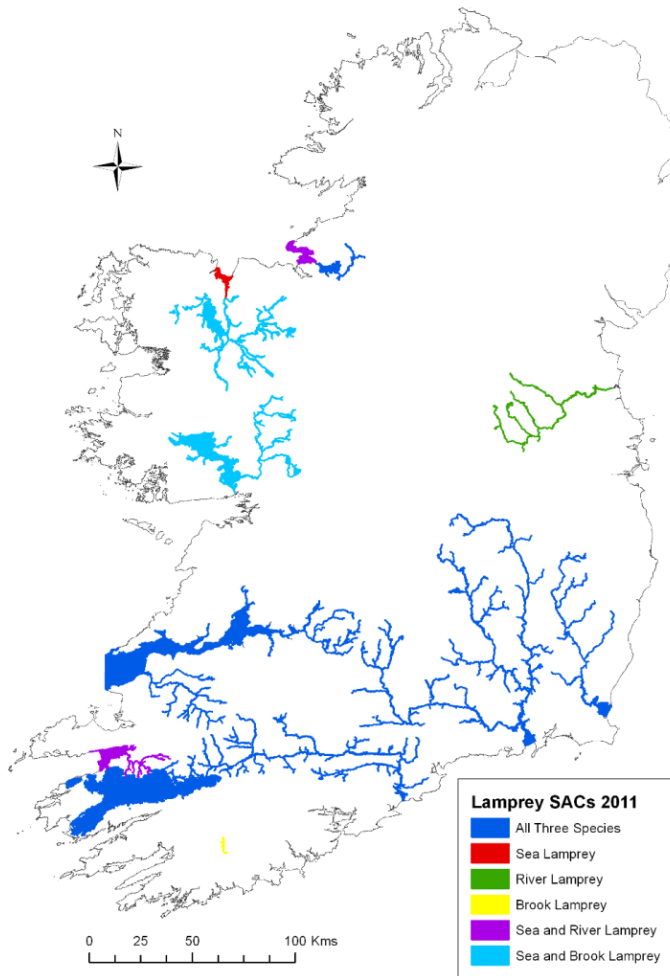 N
Lamprey SACs 2011
All Three Species
Sea Lamprey
River Lamprey
Brook Lamprey
Sea and River Lamprey
Sea and Brook Lamprey
0 25 50 100 Kms